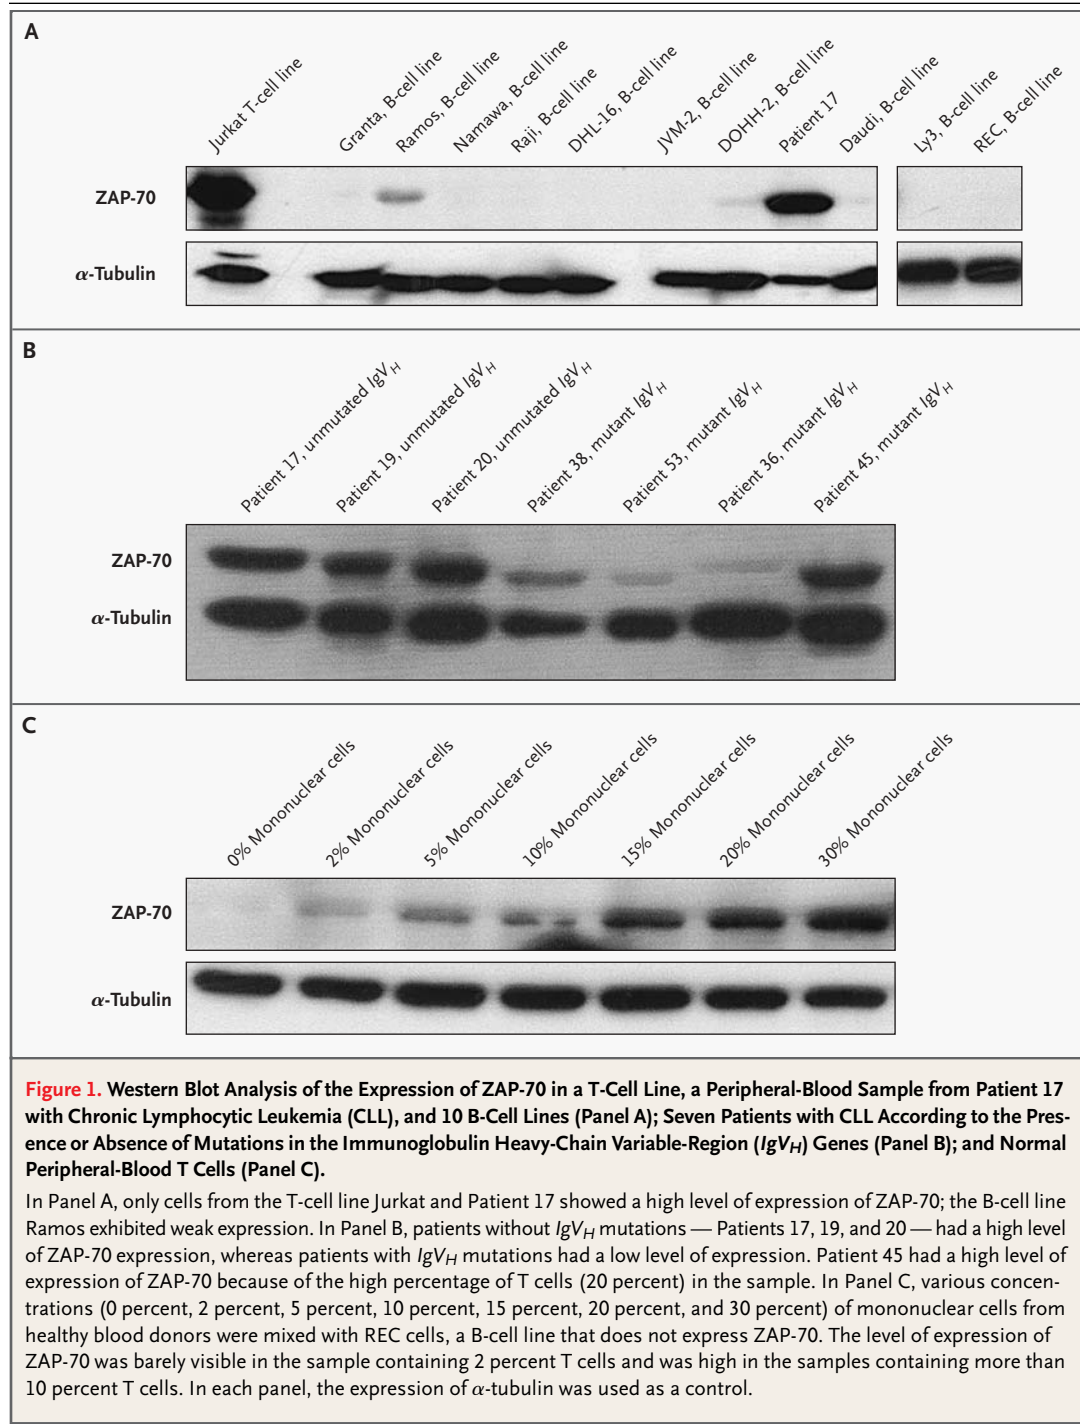 A
Jurkat T-cell line
Granta, B-cell line
Ramos, B-cell line
Namawa, B-cell line
Raji, B-cell line
DHL-16, B-cell line
JVM-2, B-cell line
DOHH-2, B-cell line
Patient 17
Daudi, B-cell line
Ly3, B-cell line
REC, B-cell line
ZAP-70
α-Tubulin
B
Patient 17, unmutated IgVH
Patient 19, unmutated IgVH
Patient 20, unmutated IgVH
Patient 38, mutant IgVH
Patient 53, mutant IgVH
Patient 36, mutant IgVH
Patient 45, mutant IgVH
ZAP-70
α-Tubulin
C
0% Mononuclear cells
2% Mononuclear cells
5% Mononuclear cells
10% Mononuclear cells
15% Mononuclear cells
20% Mononuclear cells
30% Mononuclear cells
ZAP-70
α-Tubulin
Figure 1. Western Blot Analysis of the Expression of ZAP-70 in a T-Cell Line, a Peripheral-Blood Sample from Patient 17
with Chronic Lymphocytic Leukemia (CLL), and 10 B-Cell Lines (Panel A); Seven Patients with CLL According to the Pres-
ence or Absence of Mutations in the Immunoglobulin Heavy-Chain Variable-Region (IgVH) Genes (Panel B); and Normal
Peripheral-Blood T Cells (Panel C).
In Panel A, only cells from the T-cell line Jurkat and Patient 17 showed a high level of expression of ZAP-70; the B-cell line
Ramos exhibited weak expression. In Panel B, patients without IgVH mutations — Patients 17, 19, and 20 — had a high level
of ZAP-70 expression, whereas patients with IgVH mutations had a low level of expression. Patient 45 had a high level of
expression of ZAP-70 because of the high percentage of T cells (20 percent) in the sample. In Panel C, various concen-
trations (0 percent, 2 percent, 5 percent, 10 percent, 15 percent, 20 percent, and 30 percent) of mononuclear cells from
healthy blood donors were mixed with REC cells, a B-cell line that does not express ZAP-70. The level of expression of
ZAP-70 was barely visible in the sample containing 2 percent T cells and was high in the samples containing more than
10 percent T cells. In each panel, the expression of α-tubulin was used as a control.